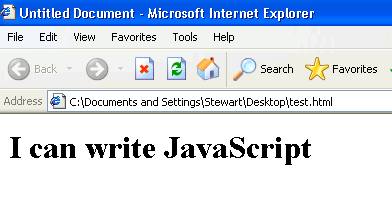 Untitled Document - Microsoft Internet Explorer
File Edit View Favorites Tools Help
Back Search Favorites
Address C:\Documents and Settings\Stewart\Desktop\test.html
I can write JavaScript